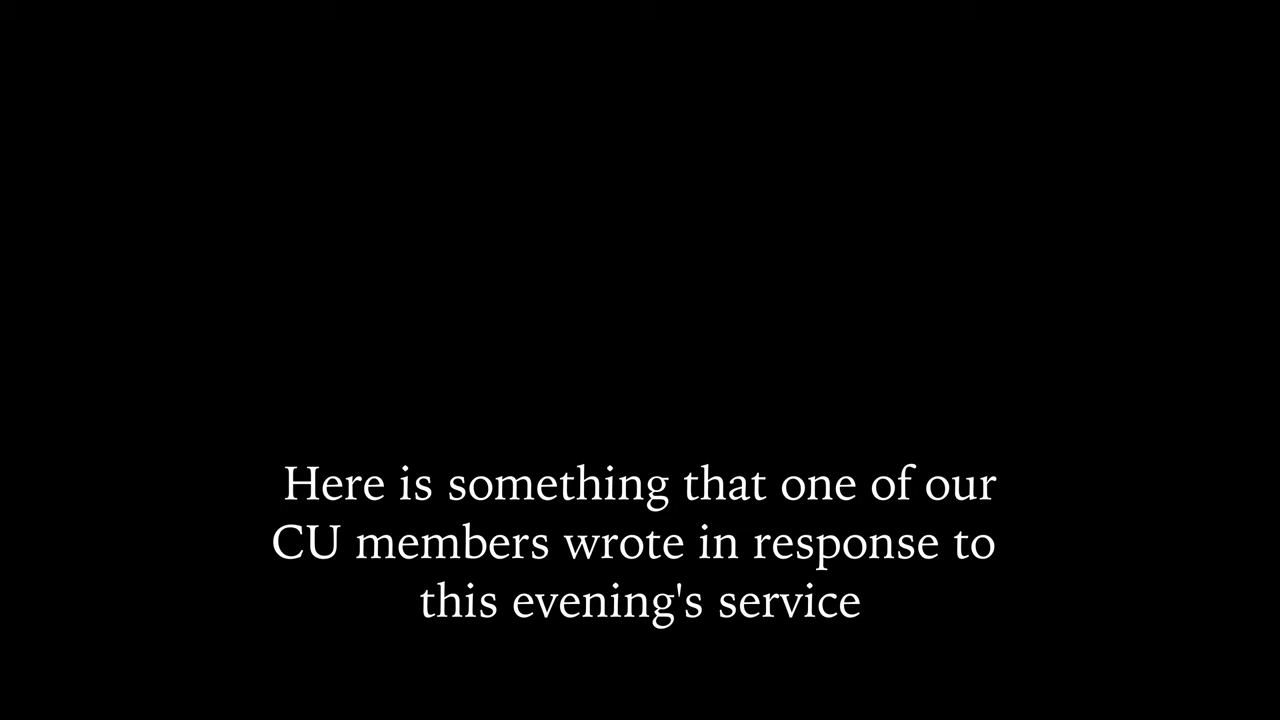 Here is something that one of our
CU members wrote in response to
this evening's service